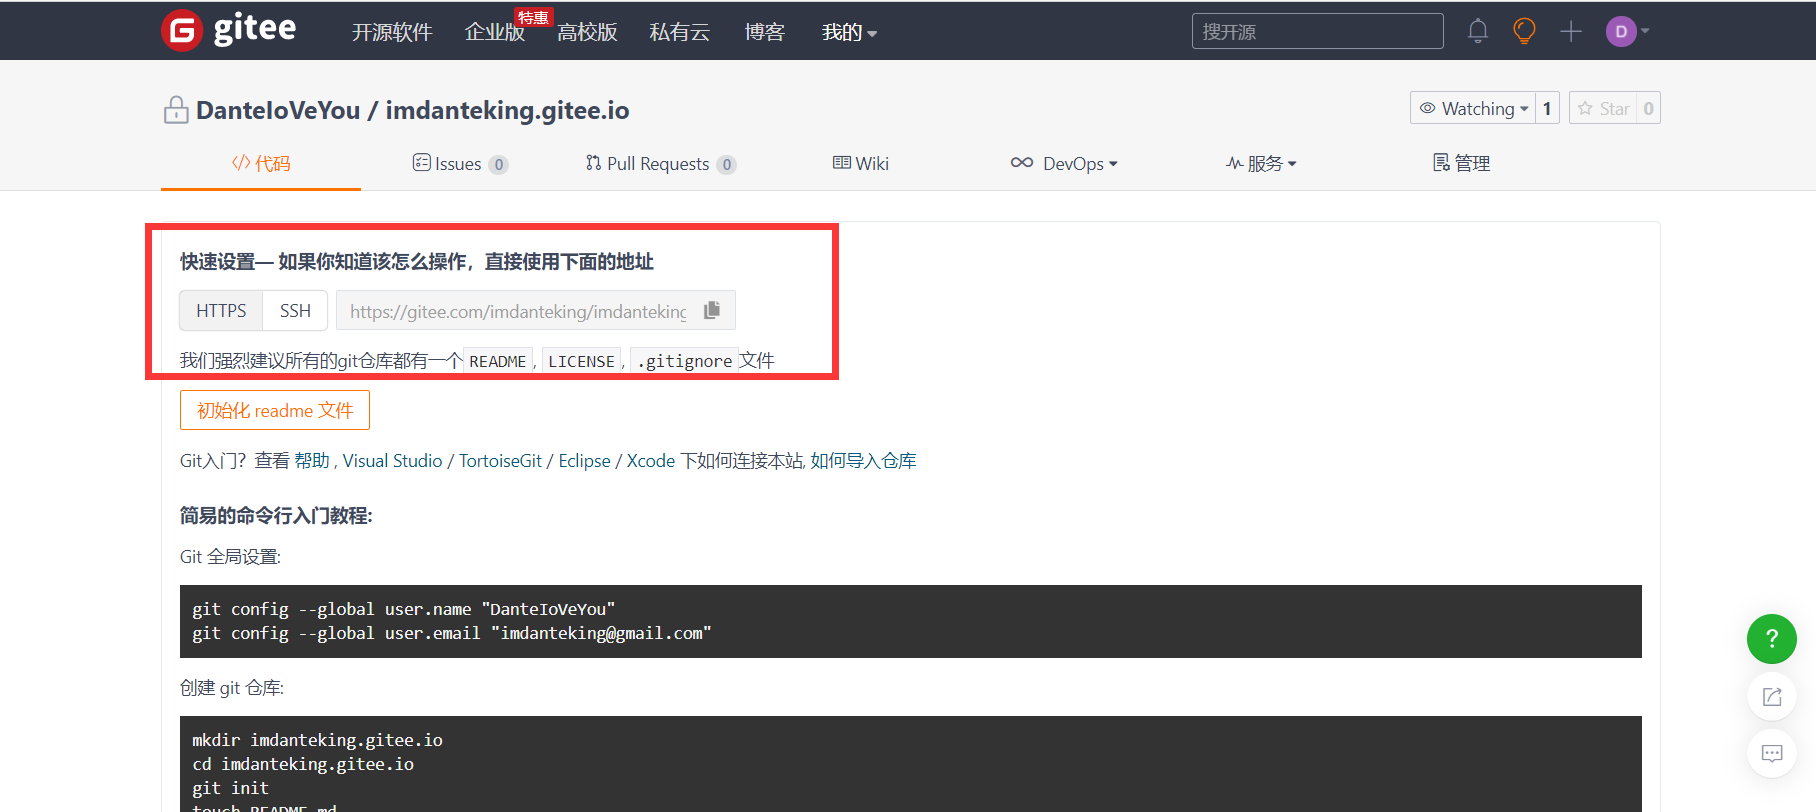 gitee 开源软件 企业版 特惠 高校版 私有云 博客 我的 搜开源 D
DanteIoVeYou / imdanteking.gitee.io Watching 1 Star 0
代码 Issues 0 Pull Requests 0 Wiki DevOps 服务 管理
快速设置— 如果你知道该怎么操作，直接使用下面的地址
HTTPS SSH https://gitee.com/imdanteking/imdanteking
我们强烈建议所有的git仓库都有一个 README , LICENSE , .gitignore 文件
初始化 readme 文件
Git入门？查看 帮助 , Visual Studio / TortoiseGit / Eclipse / Xcode 下如何连接本站, 如何导入仓库
简易的命令行入门教程:
Git 全局设置:
git config --global user.name "DanteIoVeYou"
git config --global user.email "imdanteking@gmail.com"
创建 git 仓库:
mkdir imdanteking.gitee.io
cd imdanteking.gitee.io
git init
touch README.md